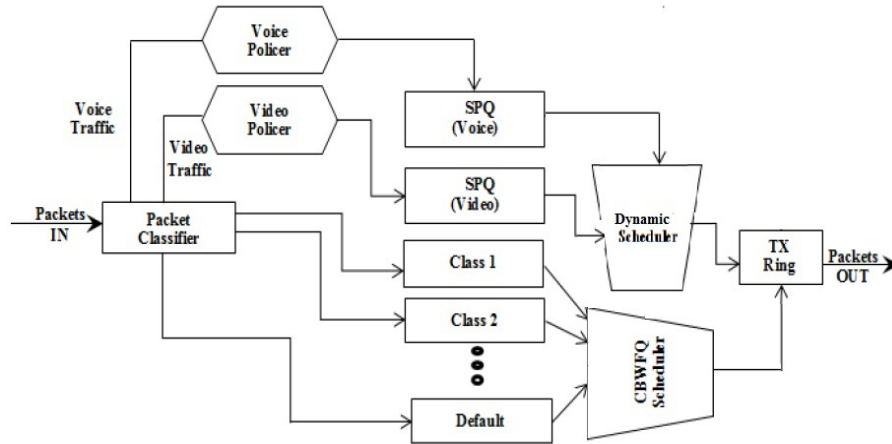 Voice
Policer
Voice
Traffic
Video
Policer
Video
Traffic
SPQ
(Voice)
SPQ
(Video)
Dynamic
Scheduler
Packets
IN
Packet
Classifier
Class 1
TX
Ring
Packets
OUT
Class 2
CBWFQ
Scheduler
Default